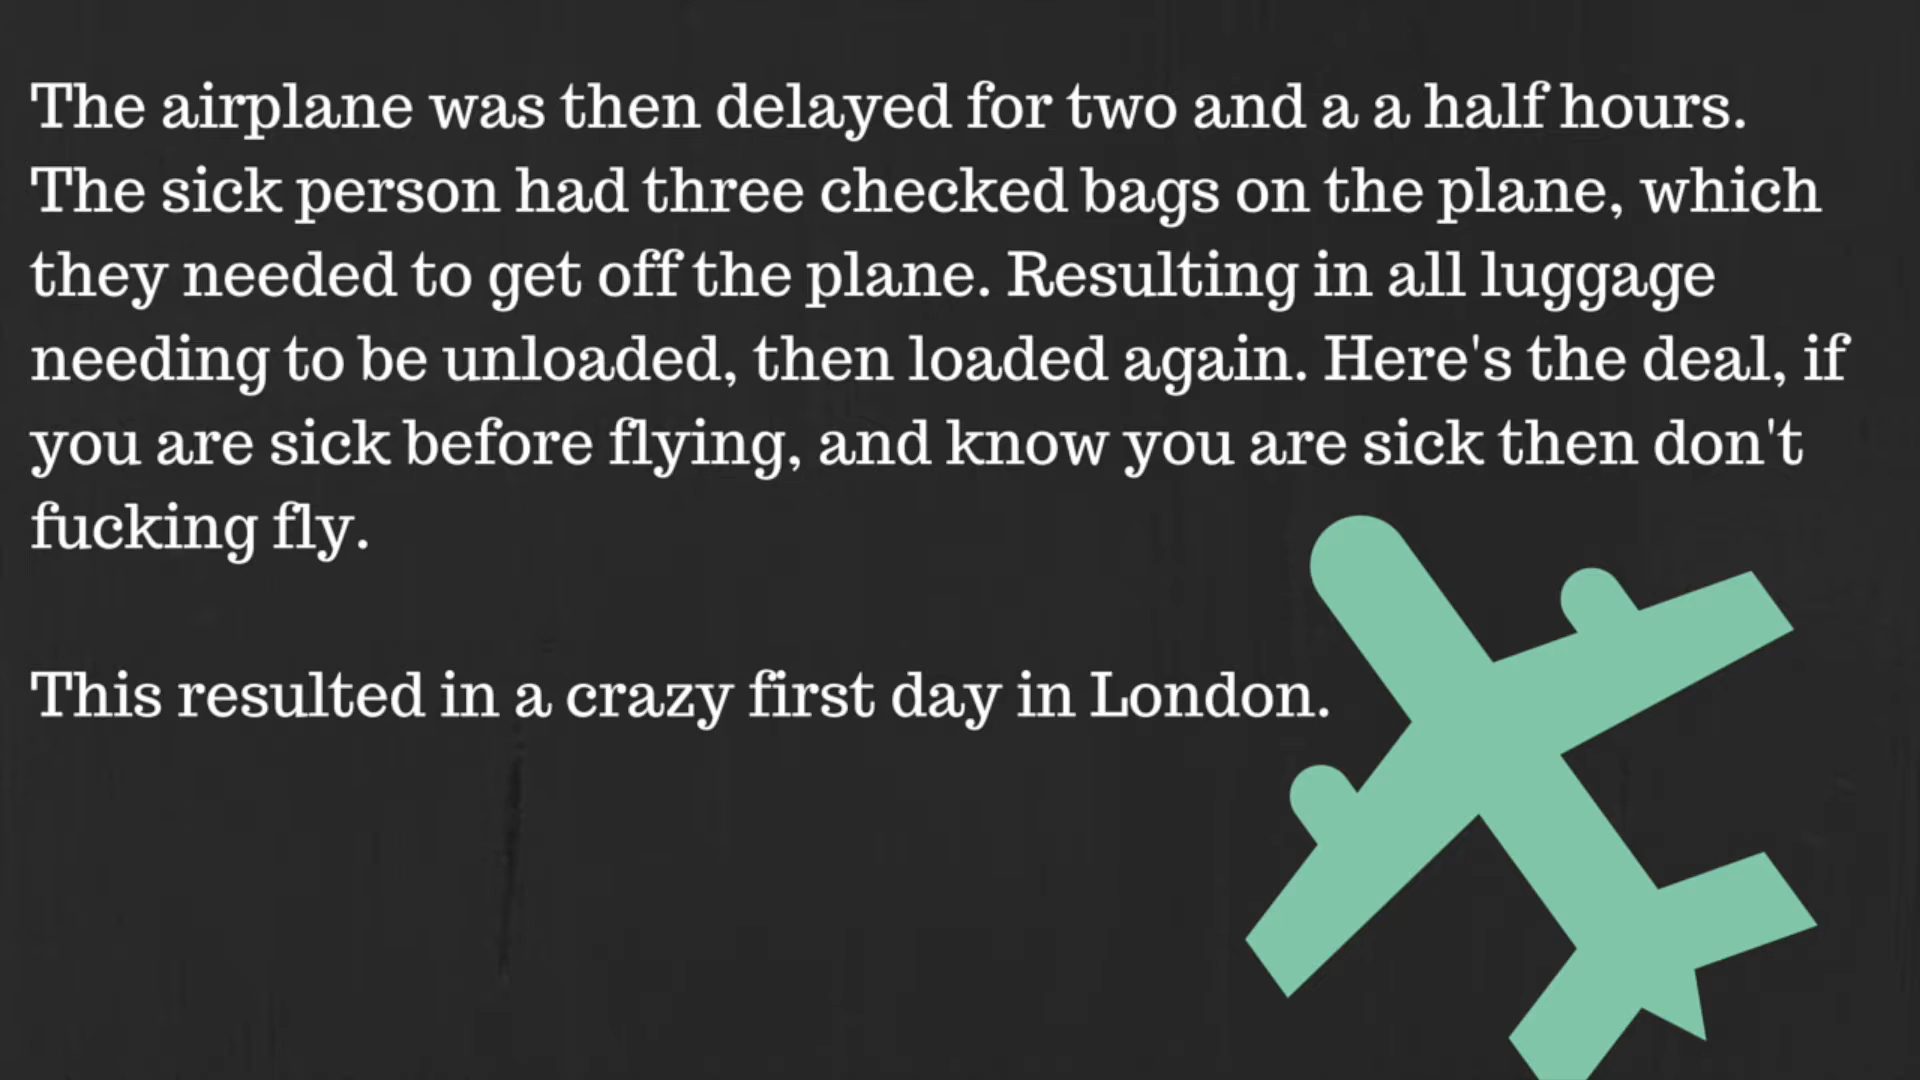 The airplane was then delayed for two and a a half hours.
The sick person had three checked bags on the plane, which
they needed to get off the plane. Resulting in all luggage
needing to be unloaded, then loaded again. Here's the deal, if
you are sick before flying, and know you are sick then don't
fucking fly.
This resulted in a crazy first day in London.